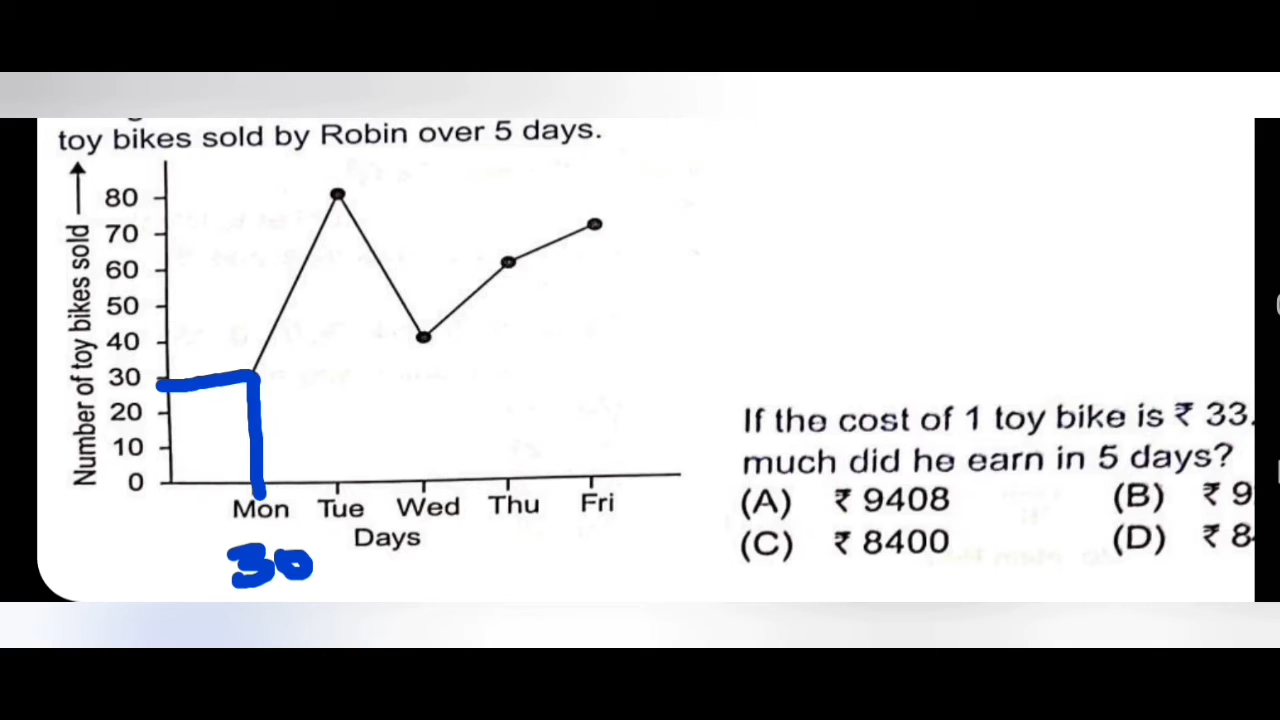 toy bikes sold by Robin over 5 days.
Number of toy bikes sold
80
70
60
50
40
30
20
10
0
Mon Tue Wed Thu Fri
Days
30
If the cost of 1 toy bike is ₹ 33.
much did he earn in 5 days?
(A) ₹ 9408 (B) ₹ 9
(C) ₹ 8400 (D) ₹ 8